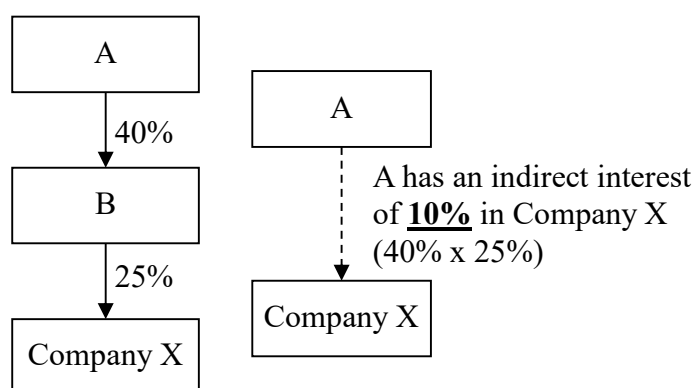 A
40%
B
25%
Company X
A
A has an indirect interest
of 10% in Company X
(40% x 25%)
Company X